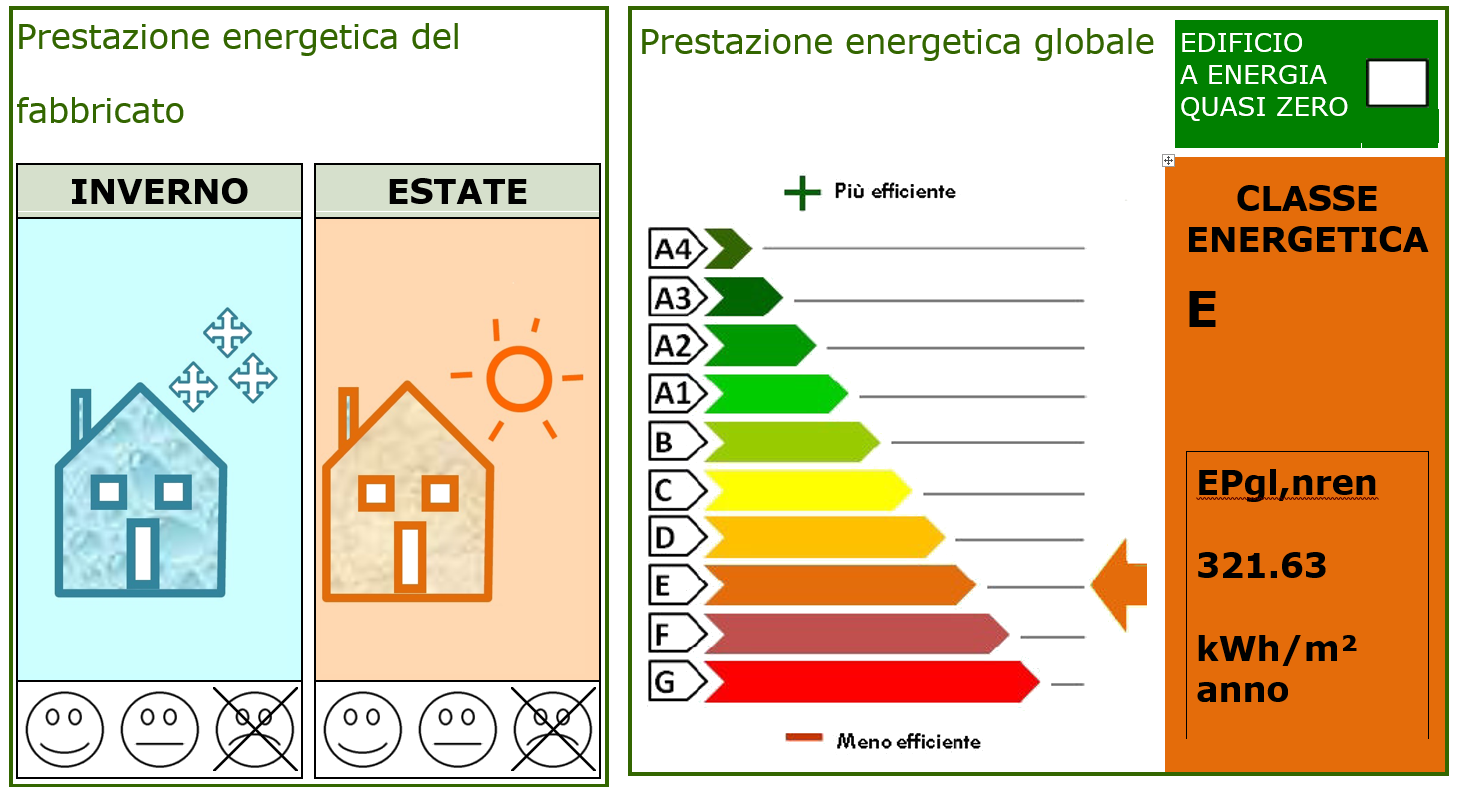 Prestazione energetica del
fabbricato
INVERNO
ESTATE
Prestazione energetica globale
EDIFICIO
A ENERGIA
QUASI ZERO
Più efficiente
A4
A3
A2
A1
B
C
D
E
F
G
Meno efficiente
CLASSE
ENERGETICA
E
EPgl,nren
321.63
kWh/m²
anno